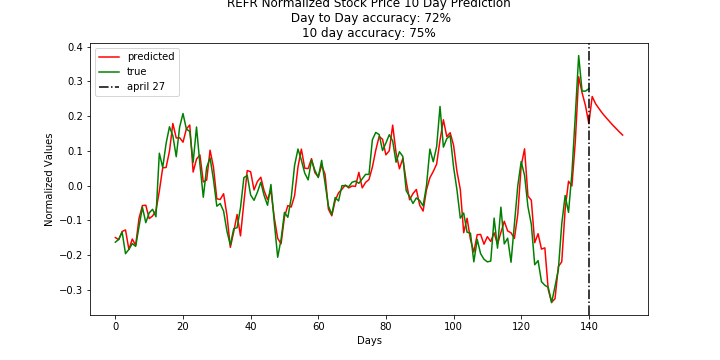 REFR Normalized Stock Price 10 Day Prediction
Day to Day accuracy: 72%
10 day accuracy: 75%
0.4
0.3
0.2
0.1
0.0
−0.1
−0.2
−0.3
Normalized Values
predicted
true
april 27
0 20 40 60 80 100 120 140
Days